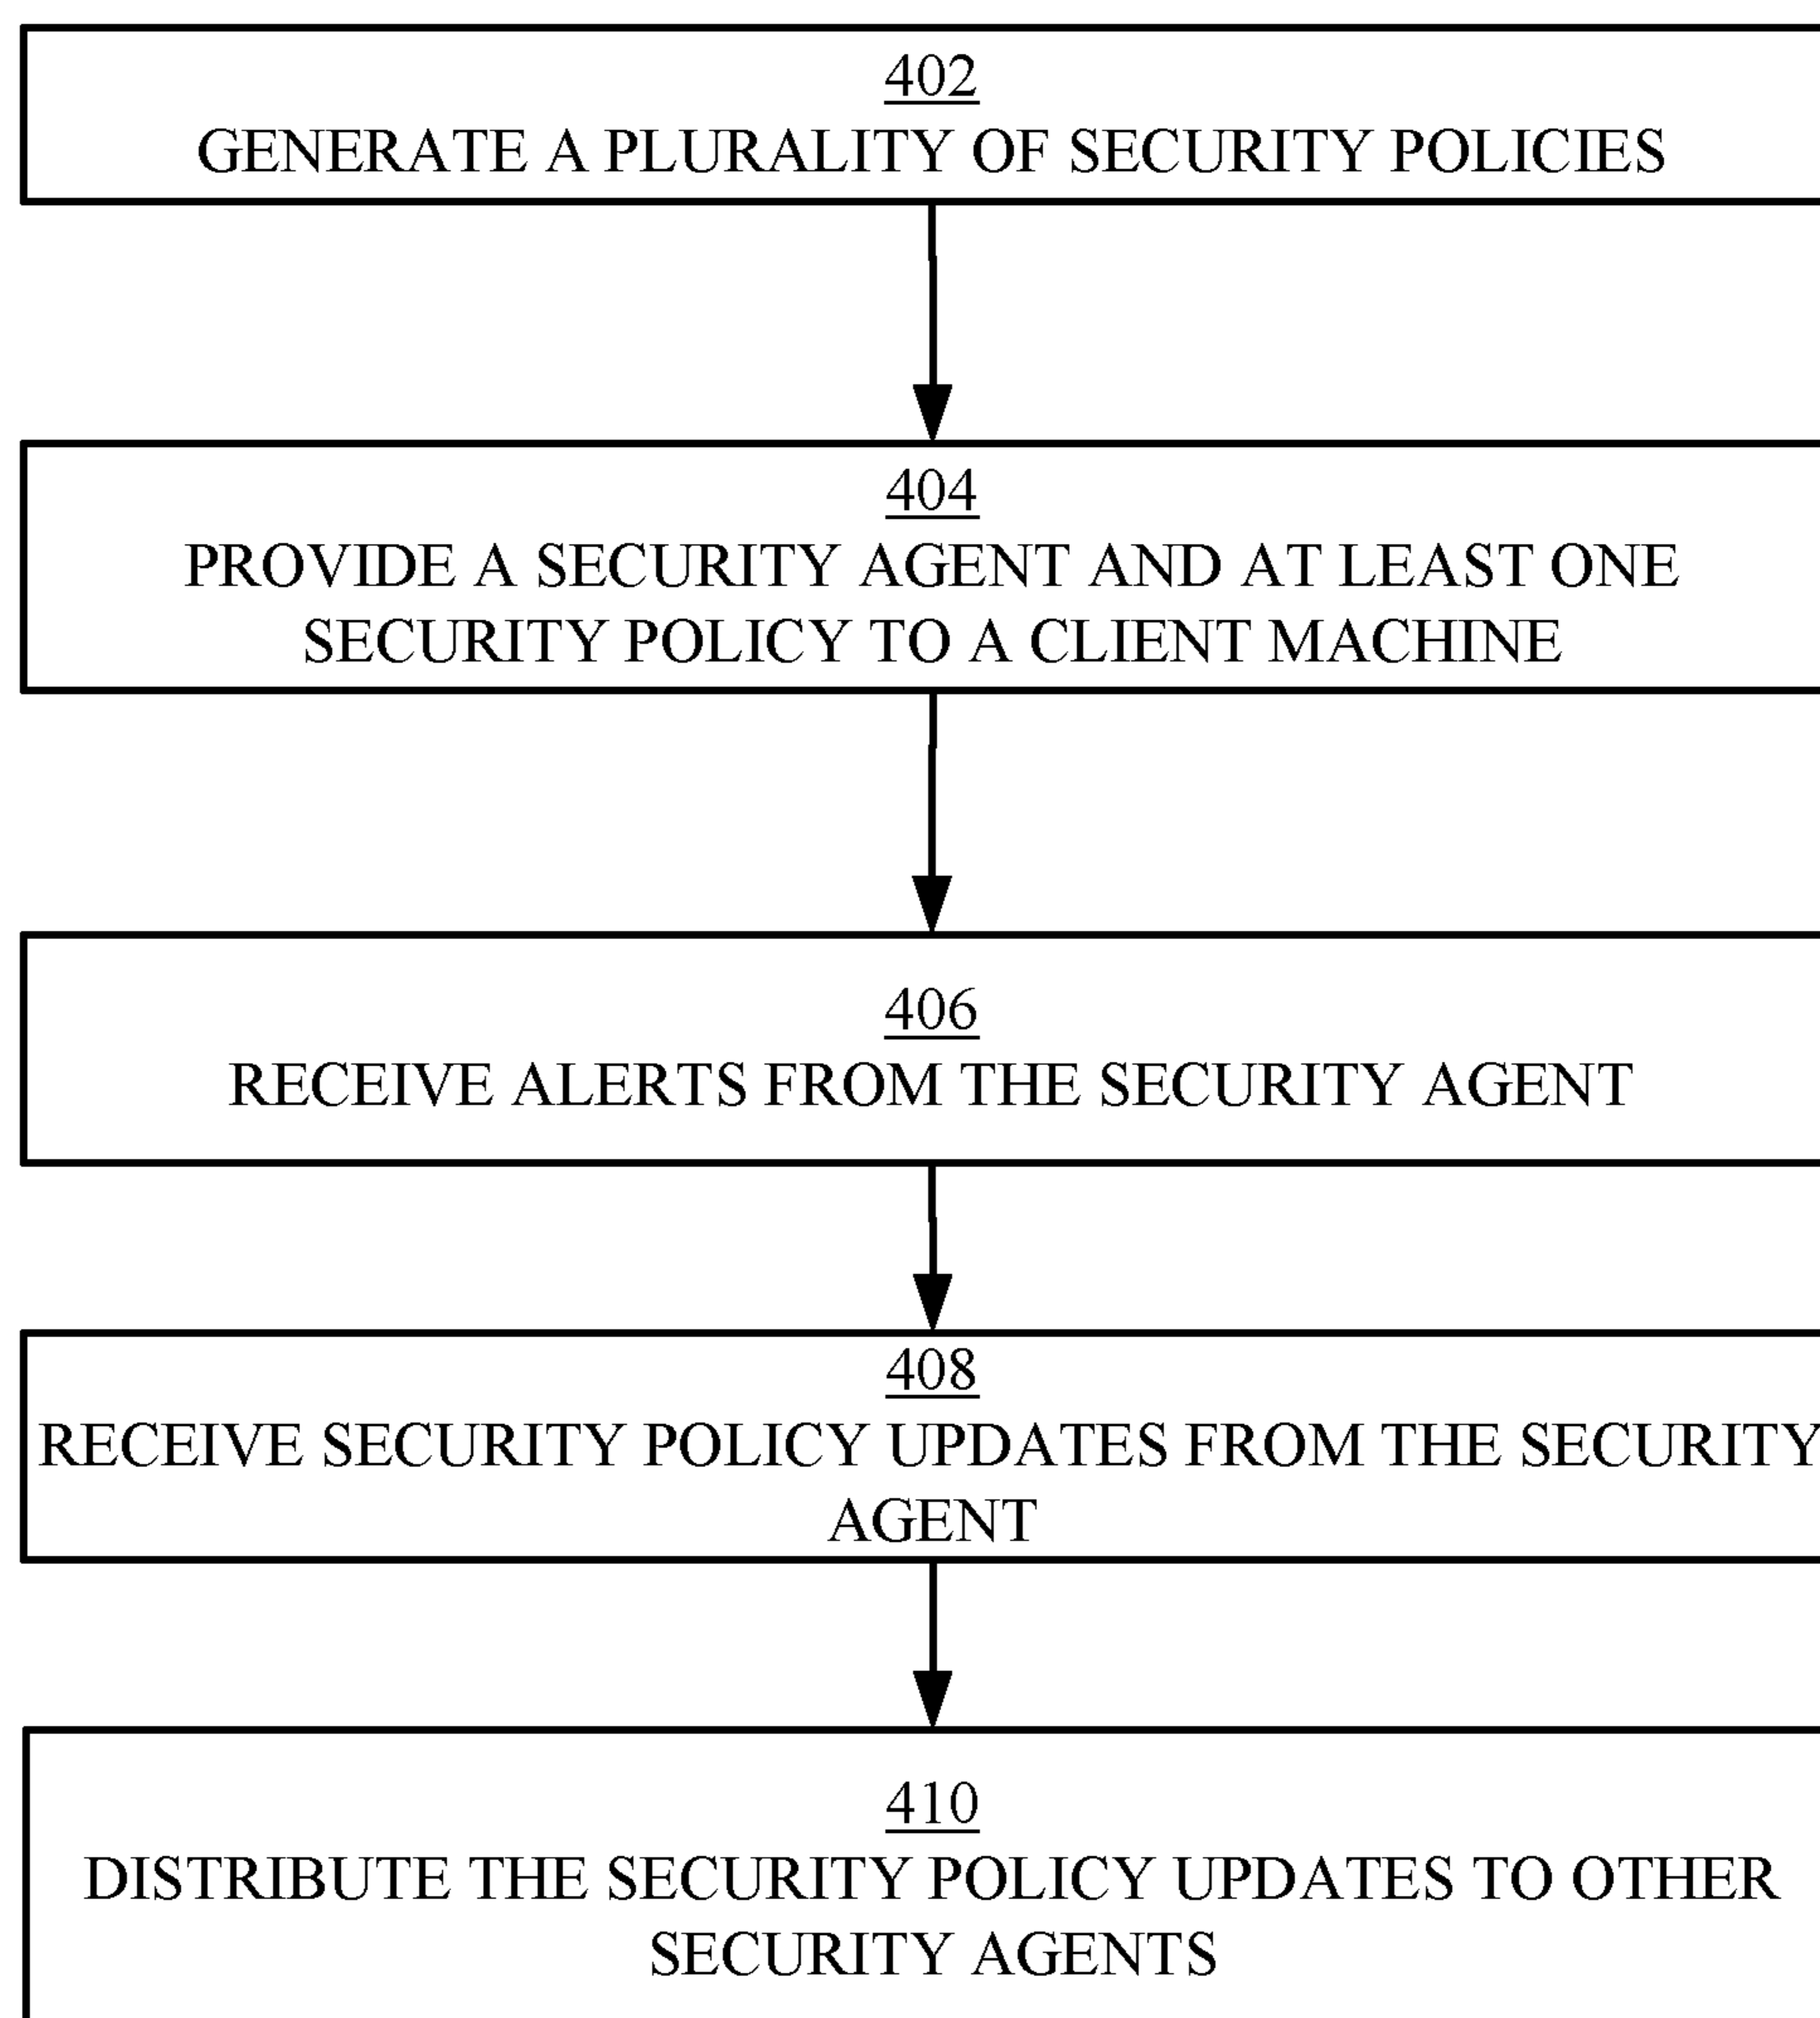 402
GENERATE A PLURALITY OF SECURITY POLICIES
404
PROVIDE A SECURITY AGENT AND AT LEAST ONE
SECURITY POLICY TO A CLIENT MACHINE
406
RECEIVE ALERTS FROM THE SECURITY AGENT
408
RECEIVE SECURITY POLICY UPDATES FROM THE SECURITY
AGENT
410
DISTRIBUTE THE SECURITY POLICY UPDATES TO OTHER
SECURITY AGENTS